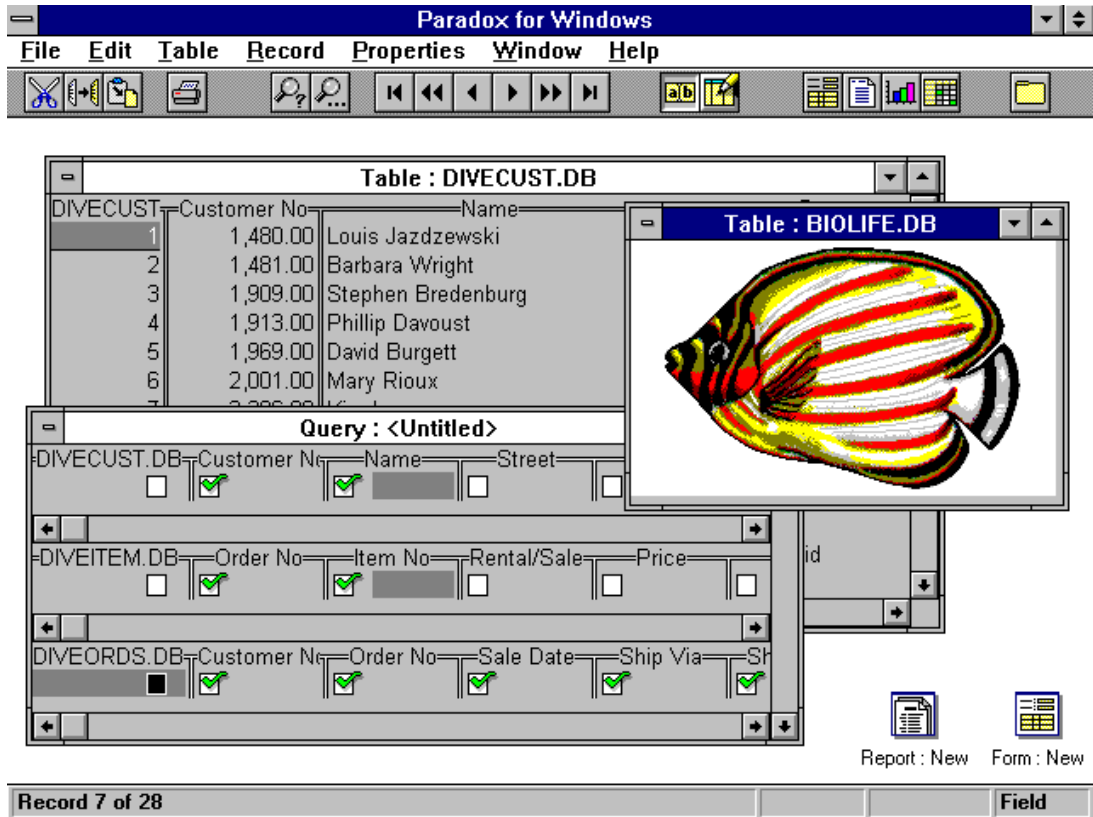 Paradox for Windows
File Edit Table Record Properties Window Help
Table : DIVECUST.DB
DIVECUST Customer No Name
1 1,480.00 Louis Jazdzewski
2 1,481.00 Barbara Wright
3 1,909.00 Stephen Bredenburg
4 1,913.00 Phillip Davoust
5 1,969.00 David Burgett
6 2,001.00 Mary Rioux
Table : BIOLIFE.DB
Query : <Untitled>
DIVECUST.DB Customer No Name Street
DIVEITEM.DB Order No Item No Rental/Sale Price
id
DIVEORDS.DB Customer No Order No Sale Date Ship Via Sh
Report : New Form : New
Record 7 of 28 Field